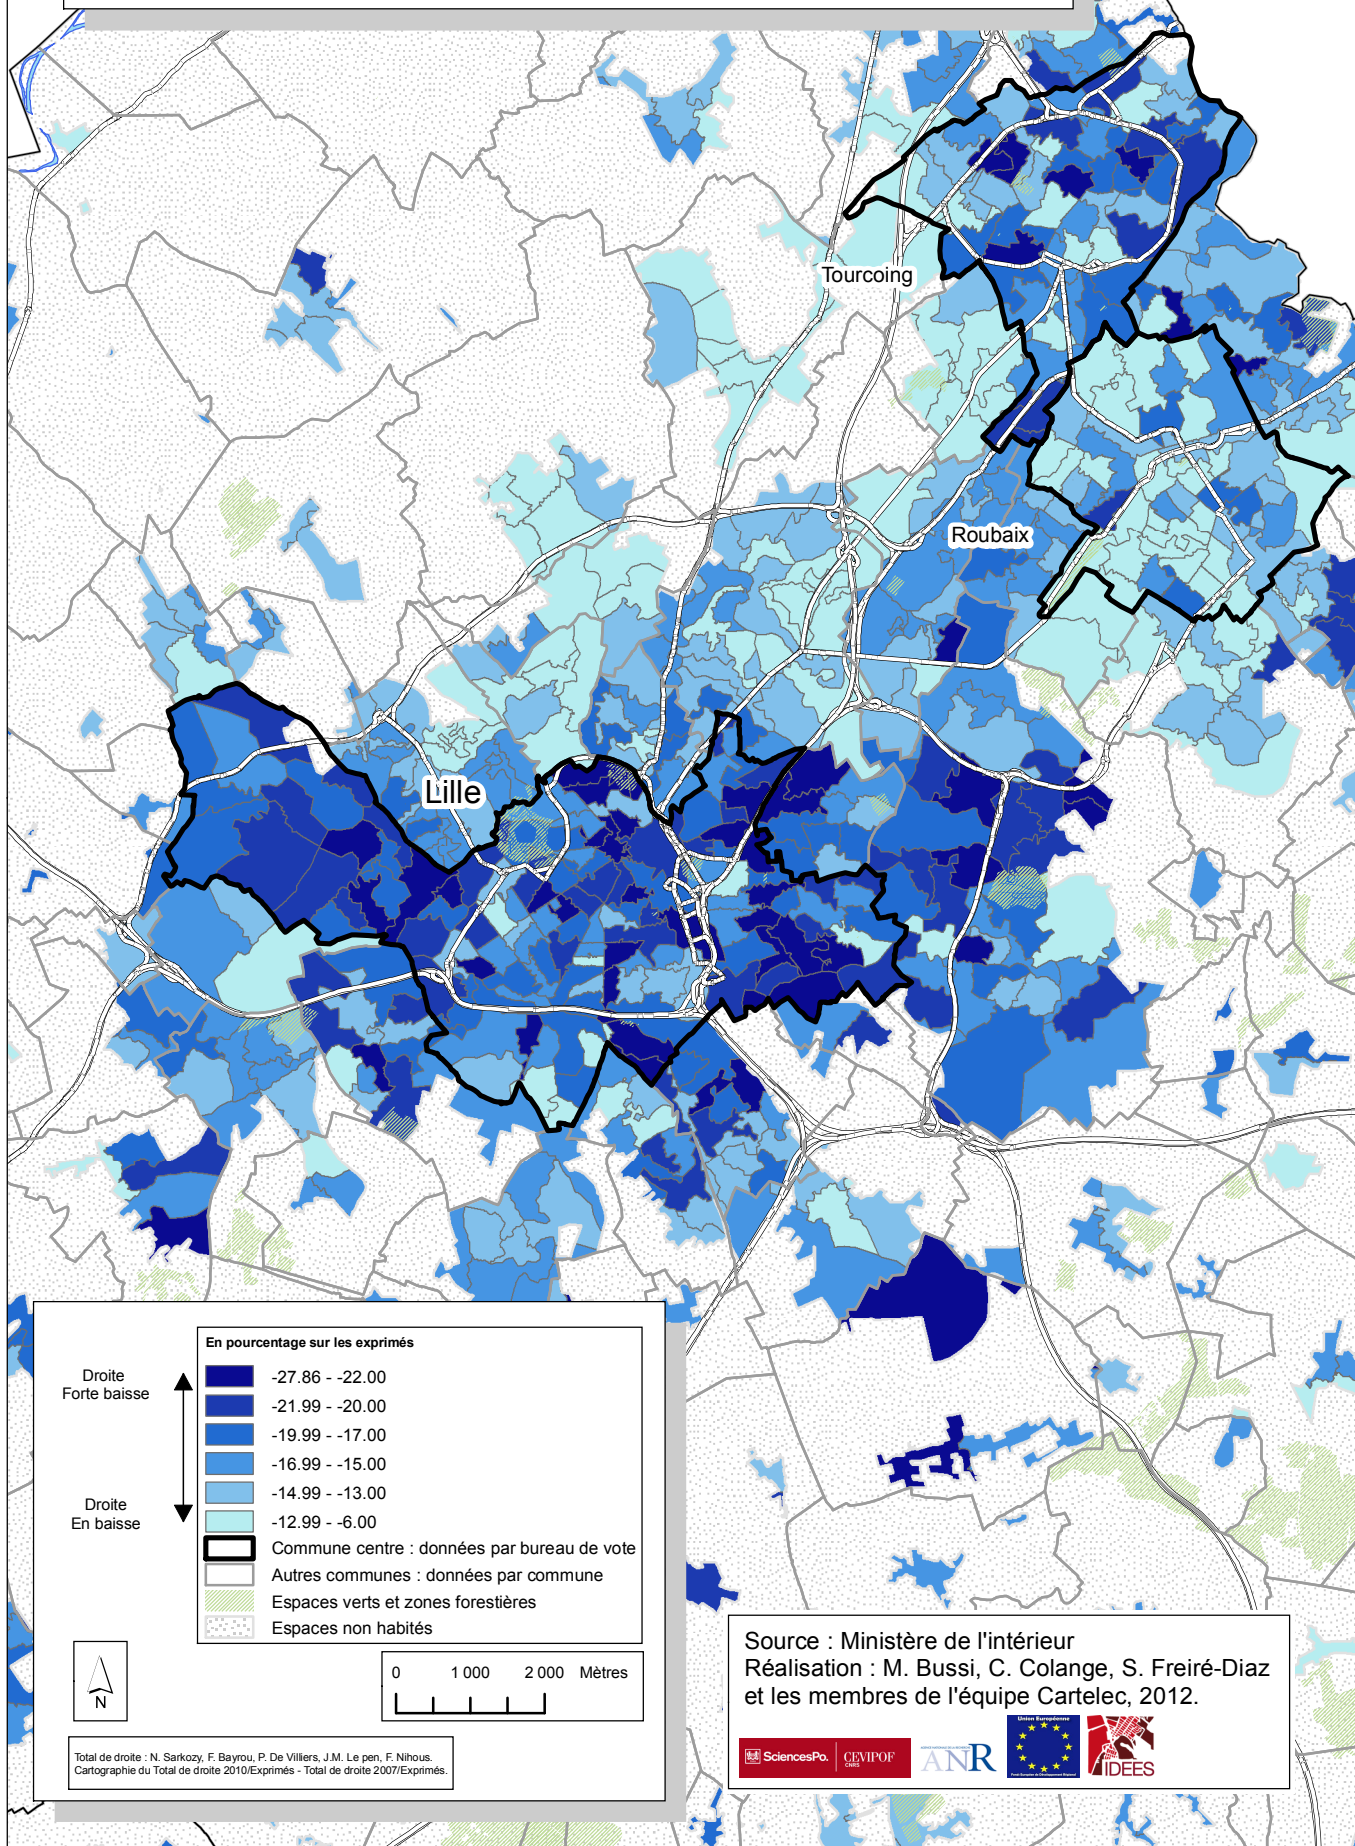 Tourcoing
Roubaix
Lille
En pourcentage sur les exprimés
Droite
Forte baisse
-27.86 - -22.00
-21.99 - -20.00
-19.99 - -17.00
-16.99 - -15.00
-14.99 - -13.00
Droite
En baisse
-12.99 - -6.00
Commune centre : données par bureau de vote
Autres communes : données par commune
Espaces verts et zones forestières
Espaces non habités
N
0 1 000 2 000 Mètres
Total de droite : N. Sarkozy, F. Bayrou, P. De Villiers, J.M. Le pen, F. Nihous.
Cartographie du Total de droite 2010/Exprimés - Total de droite 2007/Exprimés.
Source : Ministère de l'intérieur
Réalisation : M. Bussi, C. Colange, S. Freiré-Diaz
et les membres de l'équipe Cartelec, 2012.
SciencesPo.
CEVIPOF
CNRS
ANR
Union Européenne
IDEES